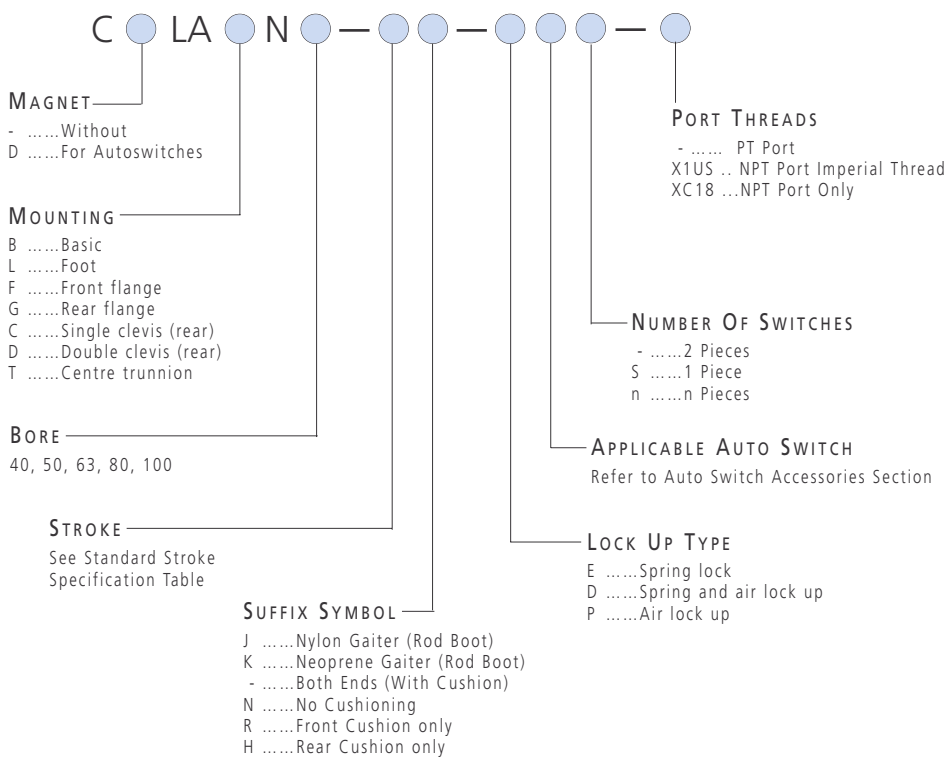 C LA N — — —
MAGNET
- ......Without
D ......For Autoswitches
MOUNTING
B ......Basic
L ......Foot
F ......Front flange
G ......Rear flange
C ......Single clevis (rear)
D ......Double clevis (rear)
T ......Centre trunnion
BORE
40, 50, 63, 80, 100
STROKE
See Standard Stroke
Specification Table
SUFFIX SYMBOL
J ......Nylon Gaiter (Rod Boot)
K ......Neoprene Gaiter (Rod Boot)
- ......Both Ends (With Cushion)
N ......No Cushioning
R ......Front Cushion only
H ......Rear Cushion only
PORT THREADS
- ...... PT Port
X1US .. NPT Port Imperial Thread
XC18 ...NPT Port Only
NUMBER OF SWITCHES
- ......2 Pieces
S ......1 Piece
n ......n Pieces
APPLICABLE AUTO SWITCH
Refer to Auto Switch Accessories Section
LOCK UP TYPE
E ......Spring lock
D ......Spring and air lock up
P ......Air lock up